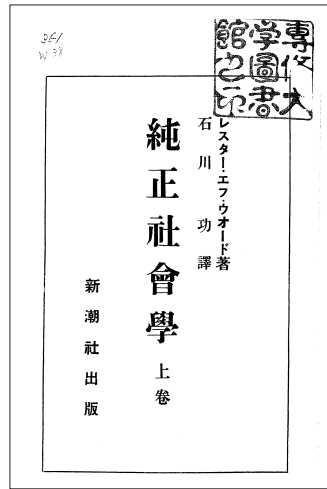 361
W 38
專修大
學圖書
館之印
レスター・エフ・ウオード著
石川功譯
純正社會學 上卷
新潮社出版